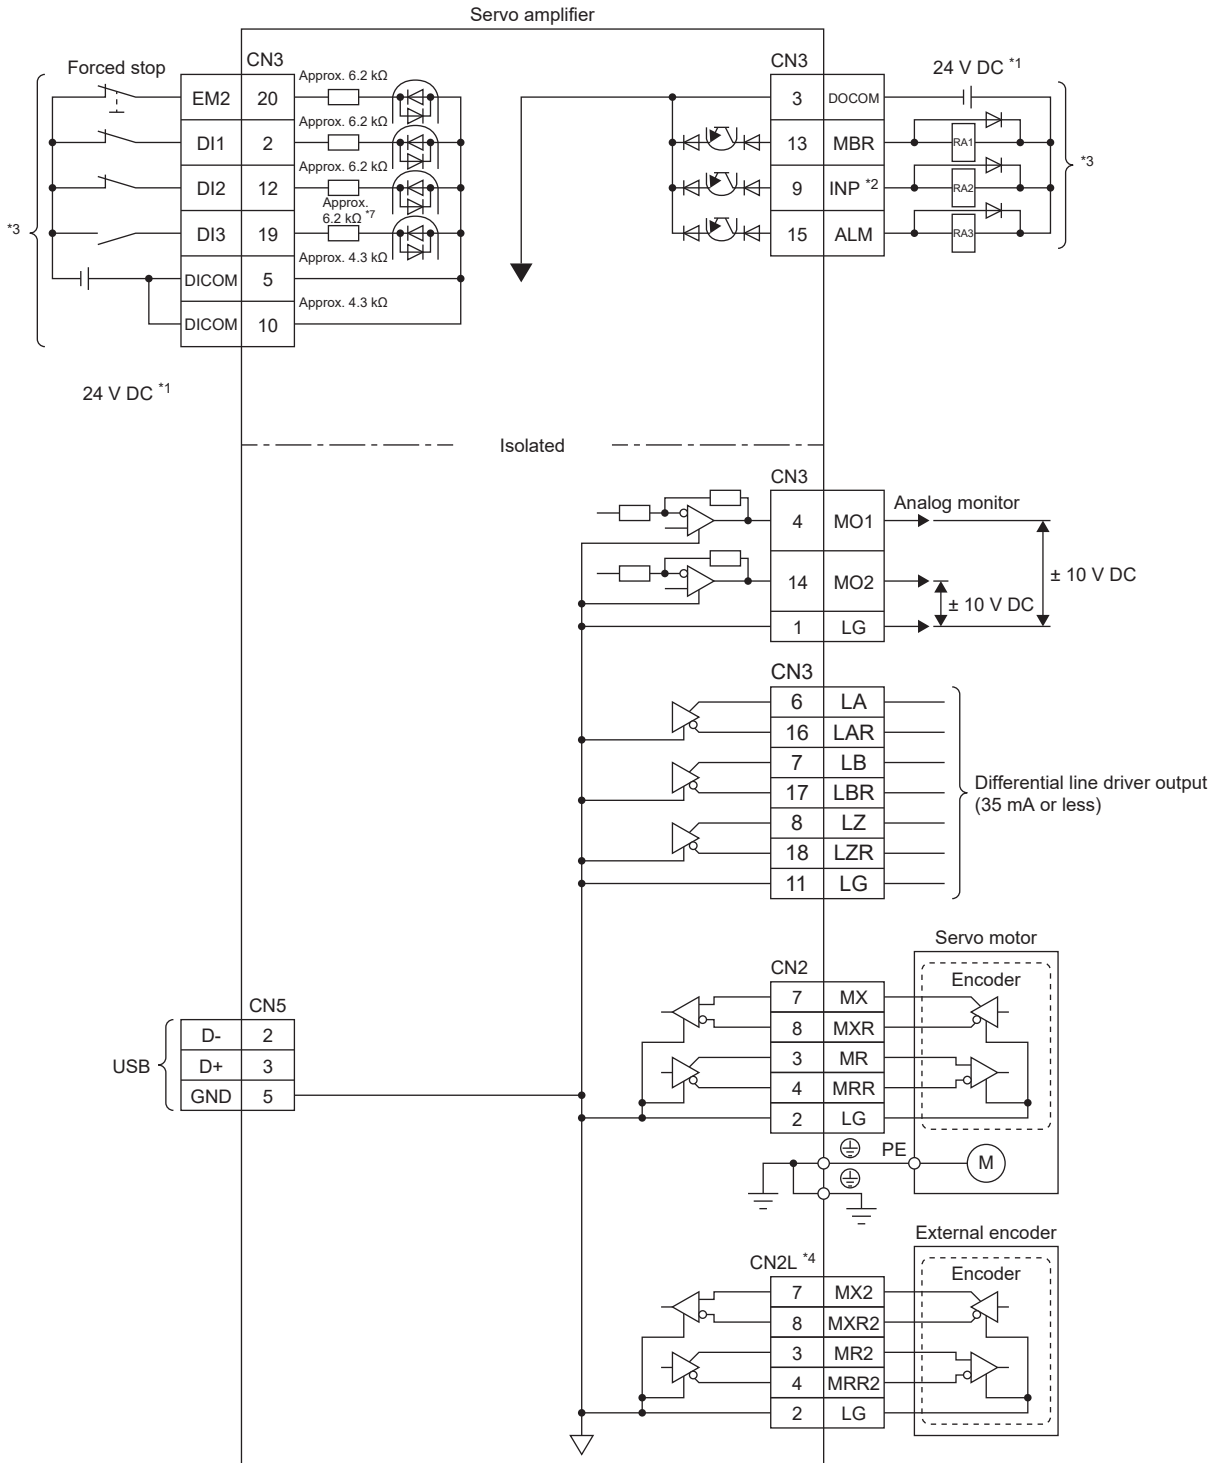 Servo amplifier
CN3
Forced stop
EM2 20 Approx. 6.2 kΩ
DI1 2 Approx. 6.2 kΩ
DI2 12 Approx. 6.2 kΩ
DI3 19 Approx.
6.2 kΩ *7
DICOM 5 Approx. 4.3 kΩ
DICOM 10 Approx. 4.3 kΩ
*3
24 V DC *1
CN3
24 V DC *1
3 DOCOM
13 MBR RA1
9 INP *2 RA2
15 ALM RA3
*3
Isolated
CN3
4 MO1 Analog monitor
14 MO2
1 LG
± 10 V DC
± 10 V DC
CN3
6 LA
16 LAR
7 LB
17 LBR
8 LZ
18 LZR
11 LG
Differential line driver output
(35 mA or less)
CN5
USB
D- 2
D+ 3
GND 5
Servo motor
CN2
Encoder
7 MX
8 MXR
3 MR
4 MRR
2 LG
PE
M
External encoder
CN2L *4
Encoder
7 MX2
8 MXR2
3 MR2
4 MRR2
2 LG